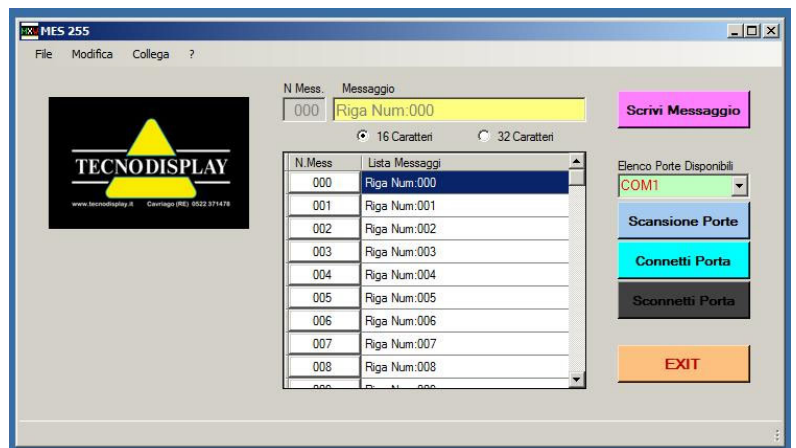 MES 255
File Modifica Collega ?
N Mess. Messaggio
000 Riga Num:000
Scrivi Messaggio
16 Caratteri 32 Caratteri
TECNODISPLAY
www.tecnodisplay.it Cavriago (RE) 0522 371478
N.Mess Lista Messaggi
000 Riga Num:000
001 Riga Num:001
002 Riga Num:002
003 Riga Num:003
004 Riga Num:004
005 Riga Num:005
006 Riga Num:006
007 Riga Num:007
008 Riga Num:008
Elenco Porte Disponibili
COM1
Scansione Porte
Connetti Porta
Sconnetti Porta
EXIT